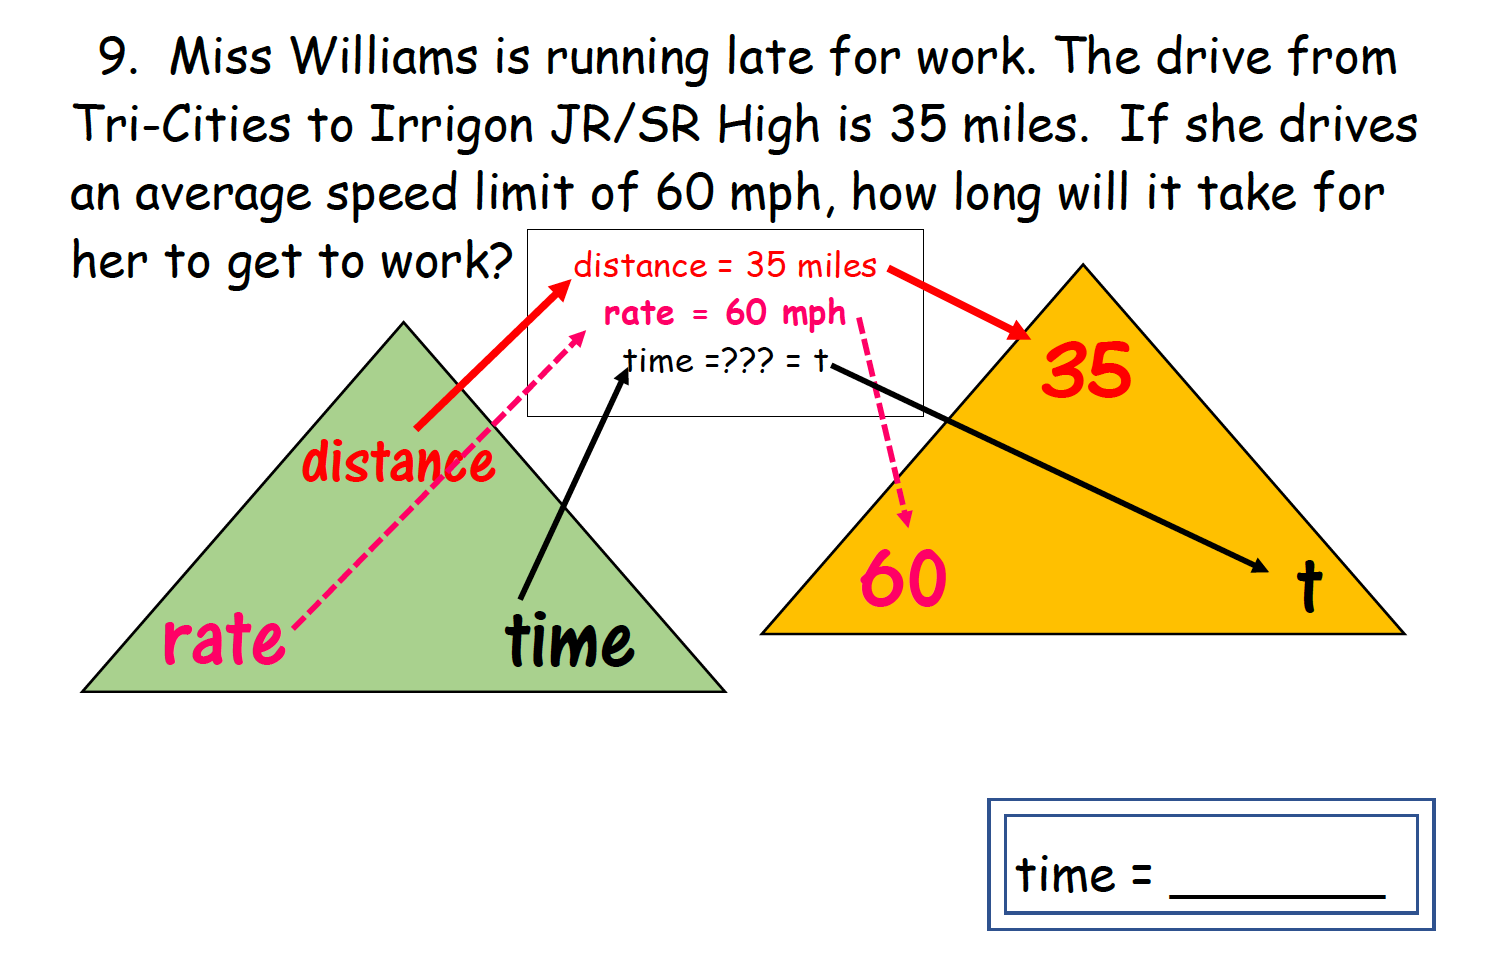 9. Miss Williams is running late for work. The drive from
Tri-Cities to Irrigon JR/SR High is 35 miles. If she drives
an average speed limit of 60 mph, how long will it take for
her to get to work?
distance = 35 miles
rate = 60 mph
time =??? = t
distance
rate
time
35
60
t
time = ________